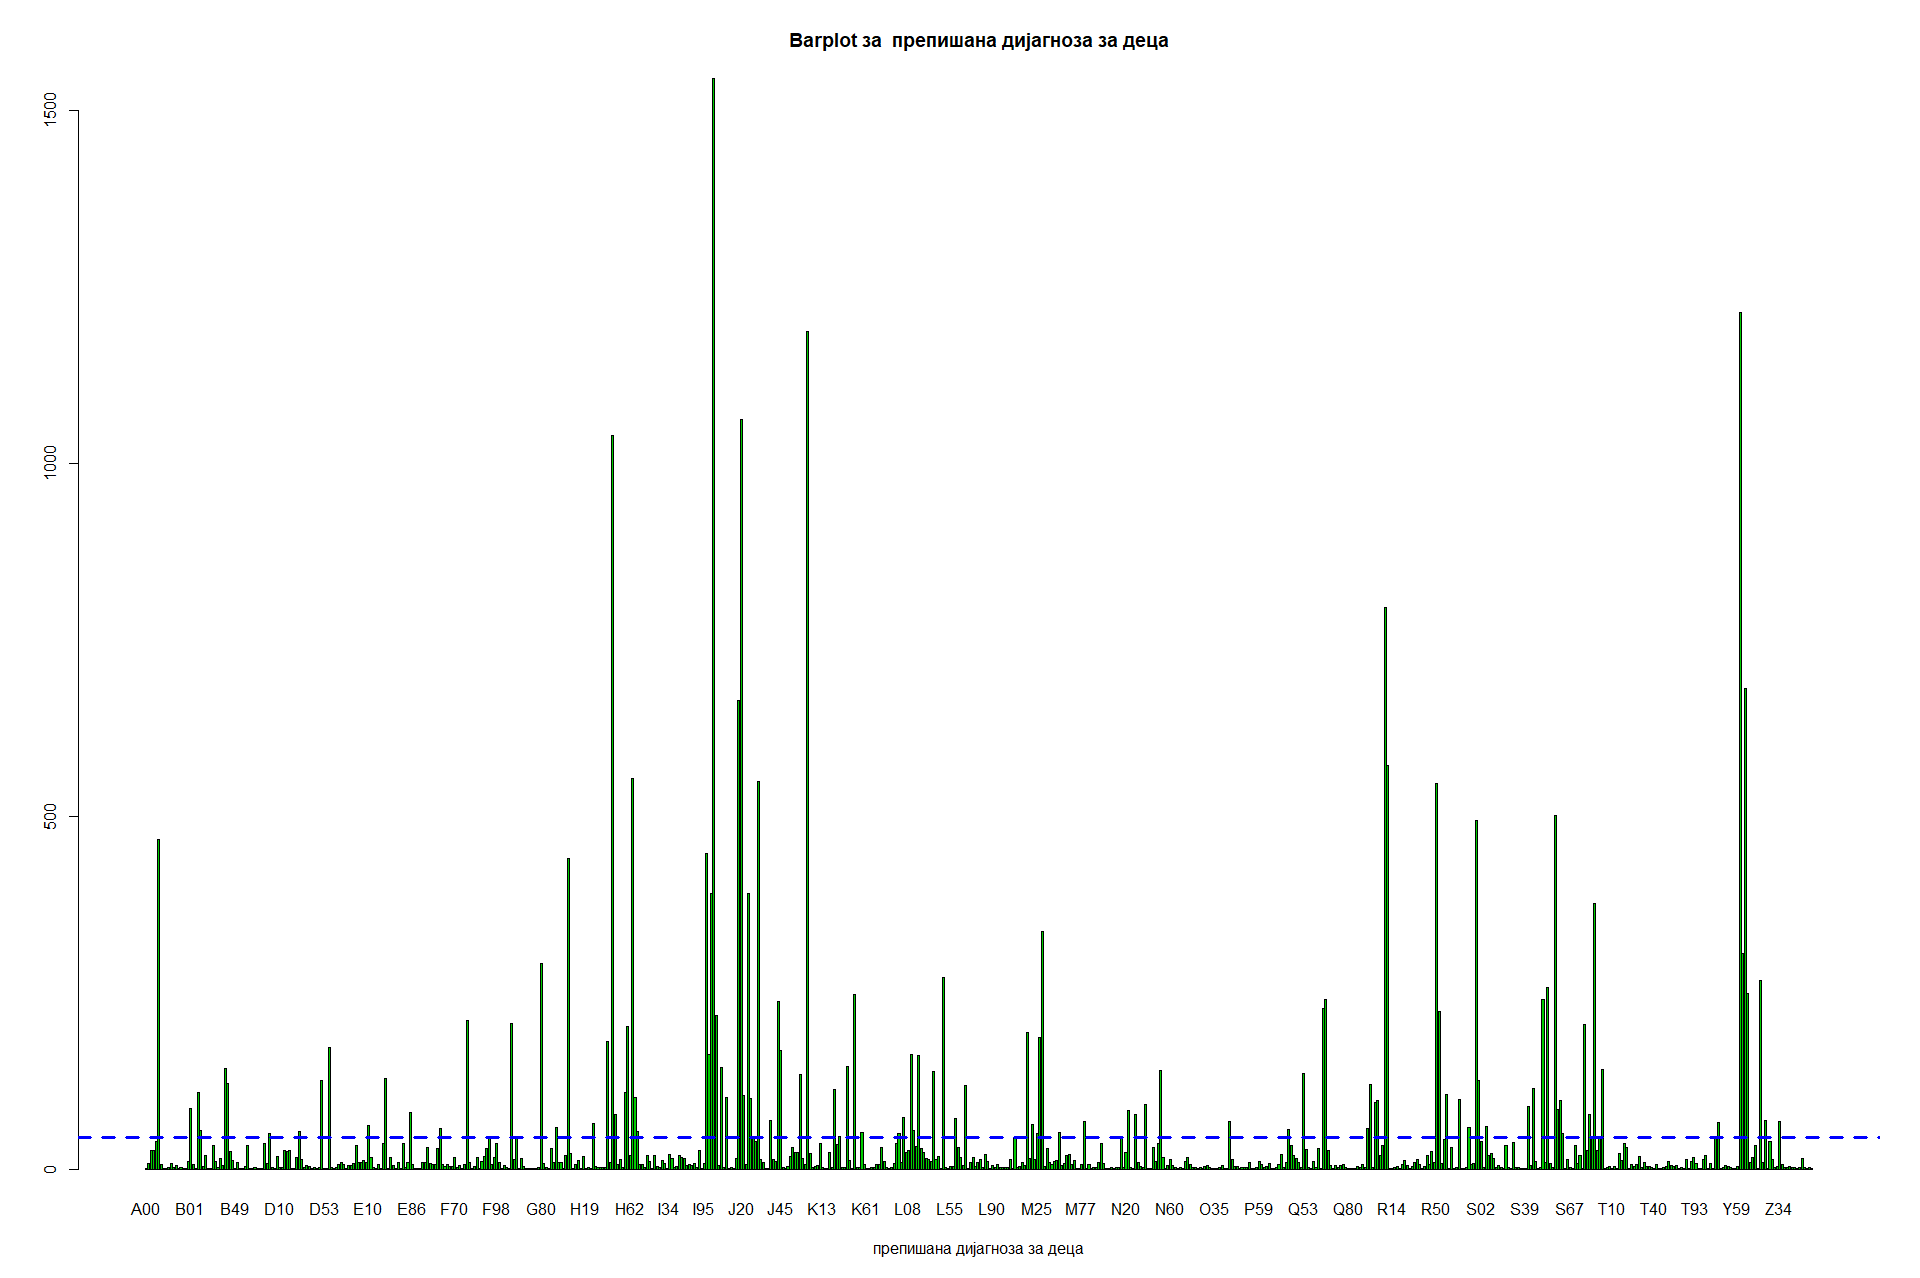 Barplot за  препишана дијагноза за деца
1500
1000
500
0
A00 B01 B49 D10 D53 E10 E86 F70 F98 G80 H19 H62 I34 I95 J20 J45 K13 K61 L08 L55 L90 M25 M77 N20 N60 O35 P59 Q53 Q80 R14 R50 S02 S39 S67 T10 T40 T93 Y59 Z34
препишана дијагноза за деца